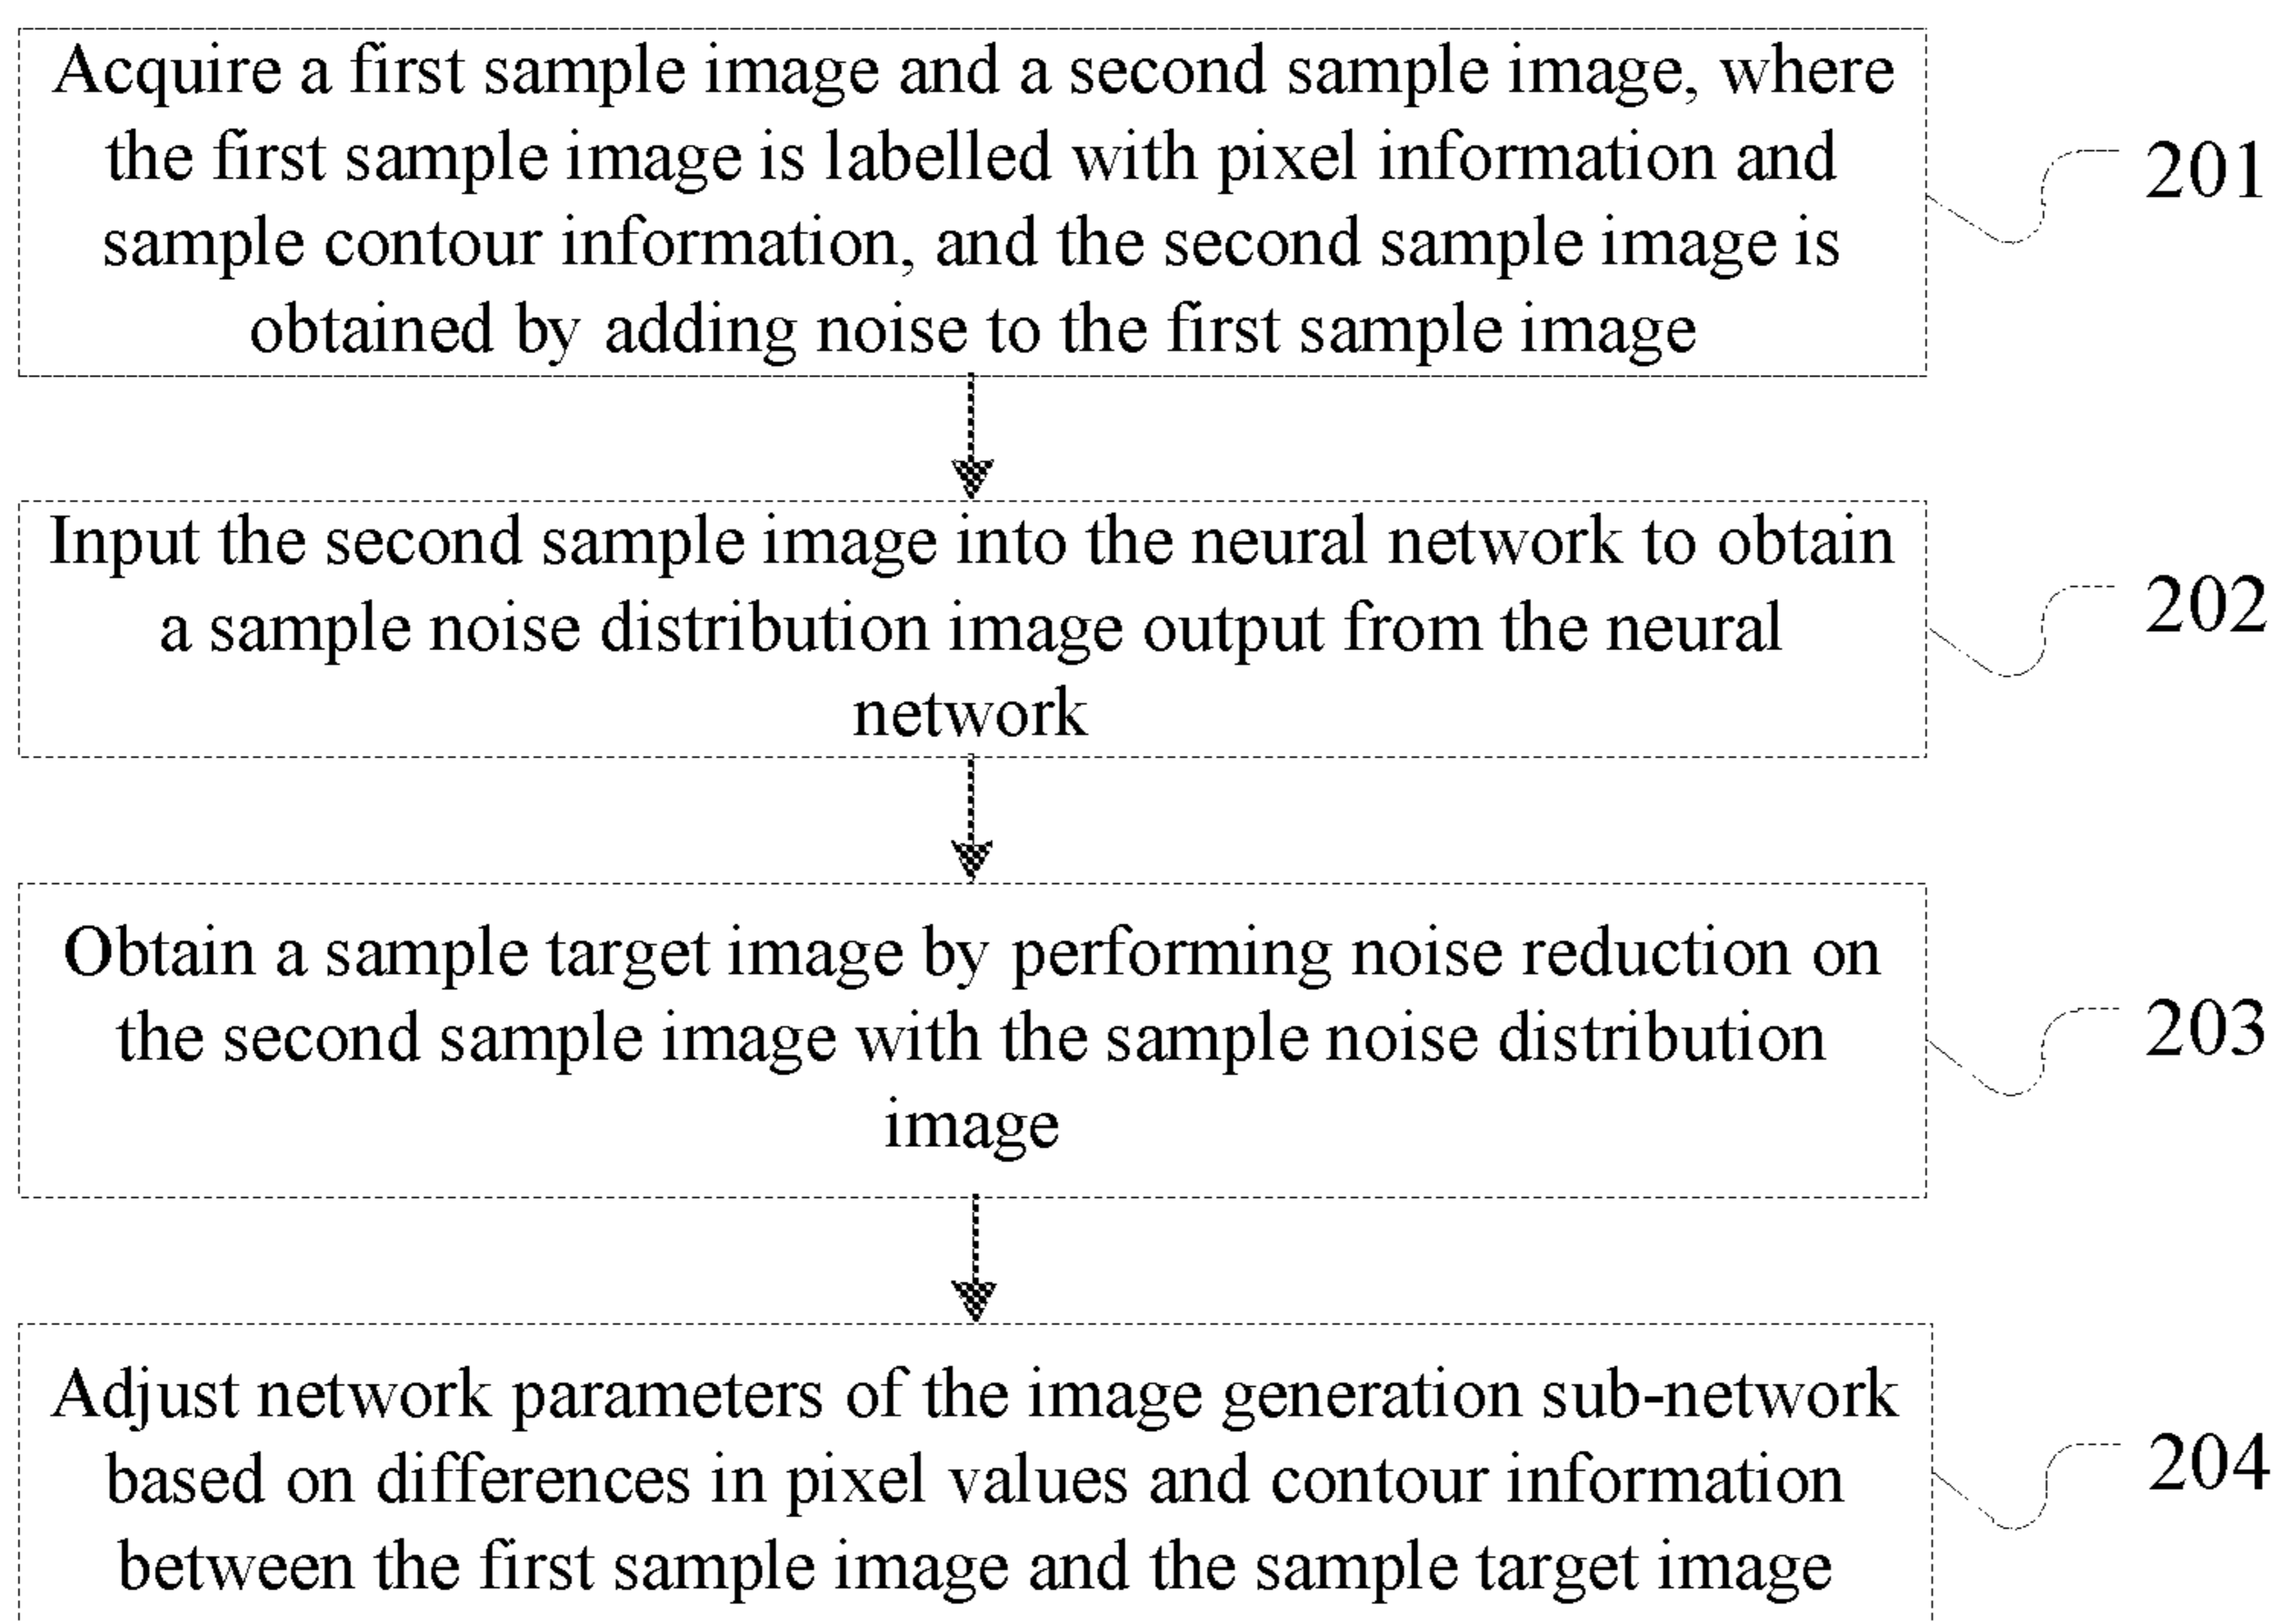 Acquire a first sample image and a second sample image, where
the first sample image is labelled with pixel information and
sample contour information, and the second sample image is
obtained by adding noise to the first sample image
201
Input the second sample image into the neural network to obtain
a sample noise distribution image output from the neural
network
202
Obtain a sample target image by performing noise reduction on
the second sample image with the sample noise distribution
image
203
Adjust network parameters of the image generation sub-network
based on differences in pixel values and contour information
between the first sample image and the sample target image
204